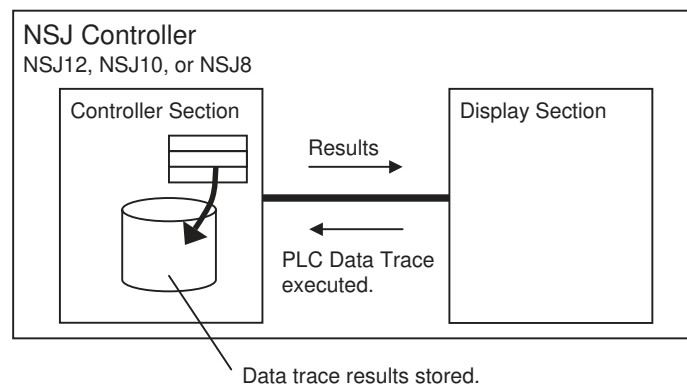 NSJ Controller
NSJ12, NSJ10, or NSJ8
Controller Section
Display Section
Results
PLC Data Trace
executed.
Data trace results stored.